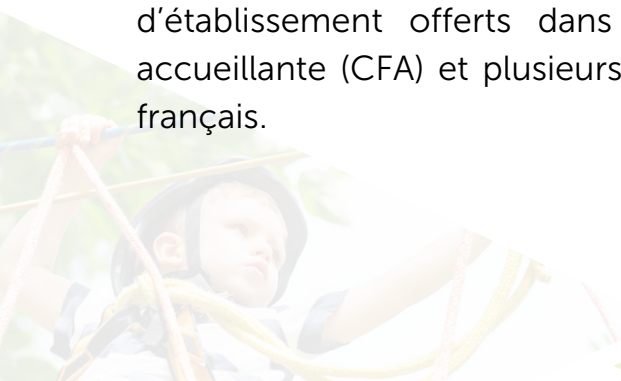 d’établissement offerts dans
accueillante (CFA) et plusieurs
français.